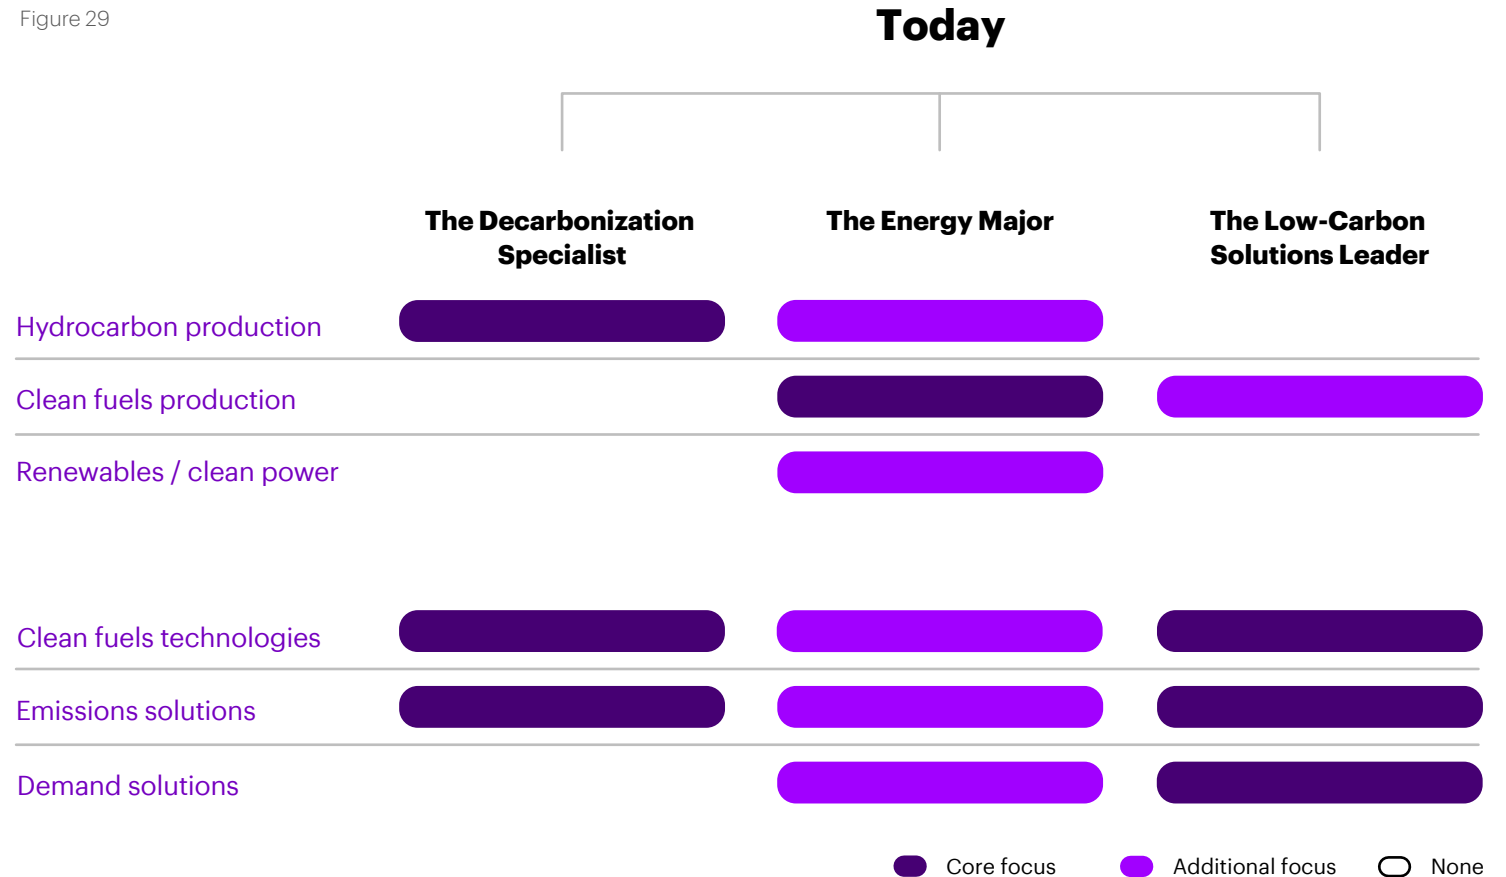 Figure 29
Today
The Decarbonization
Specialist
The Energy Major
The Low-Carbon
Solutions Leader
Hydrocarbon production
Clean fuels production
Renewables / clean power
Clean fuels technologies
Emissions solutions
Demand solutions
Core focus
Additional focus
None